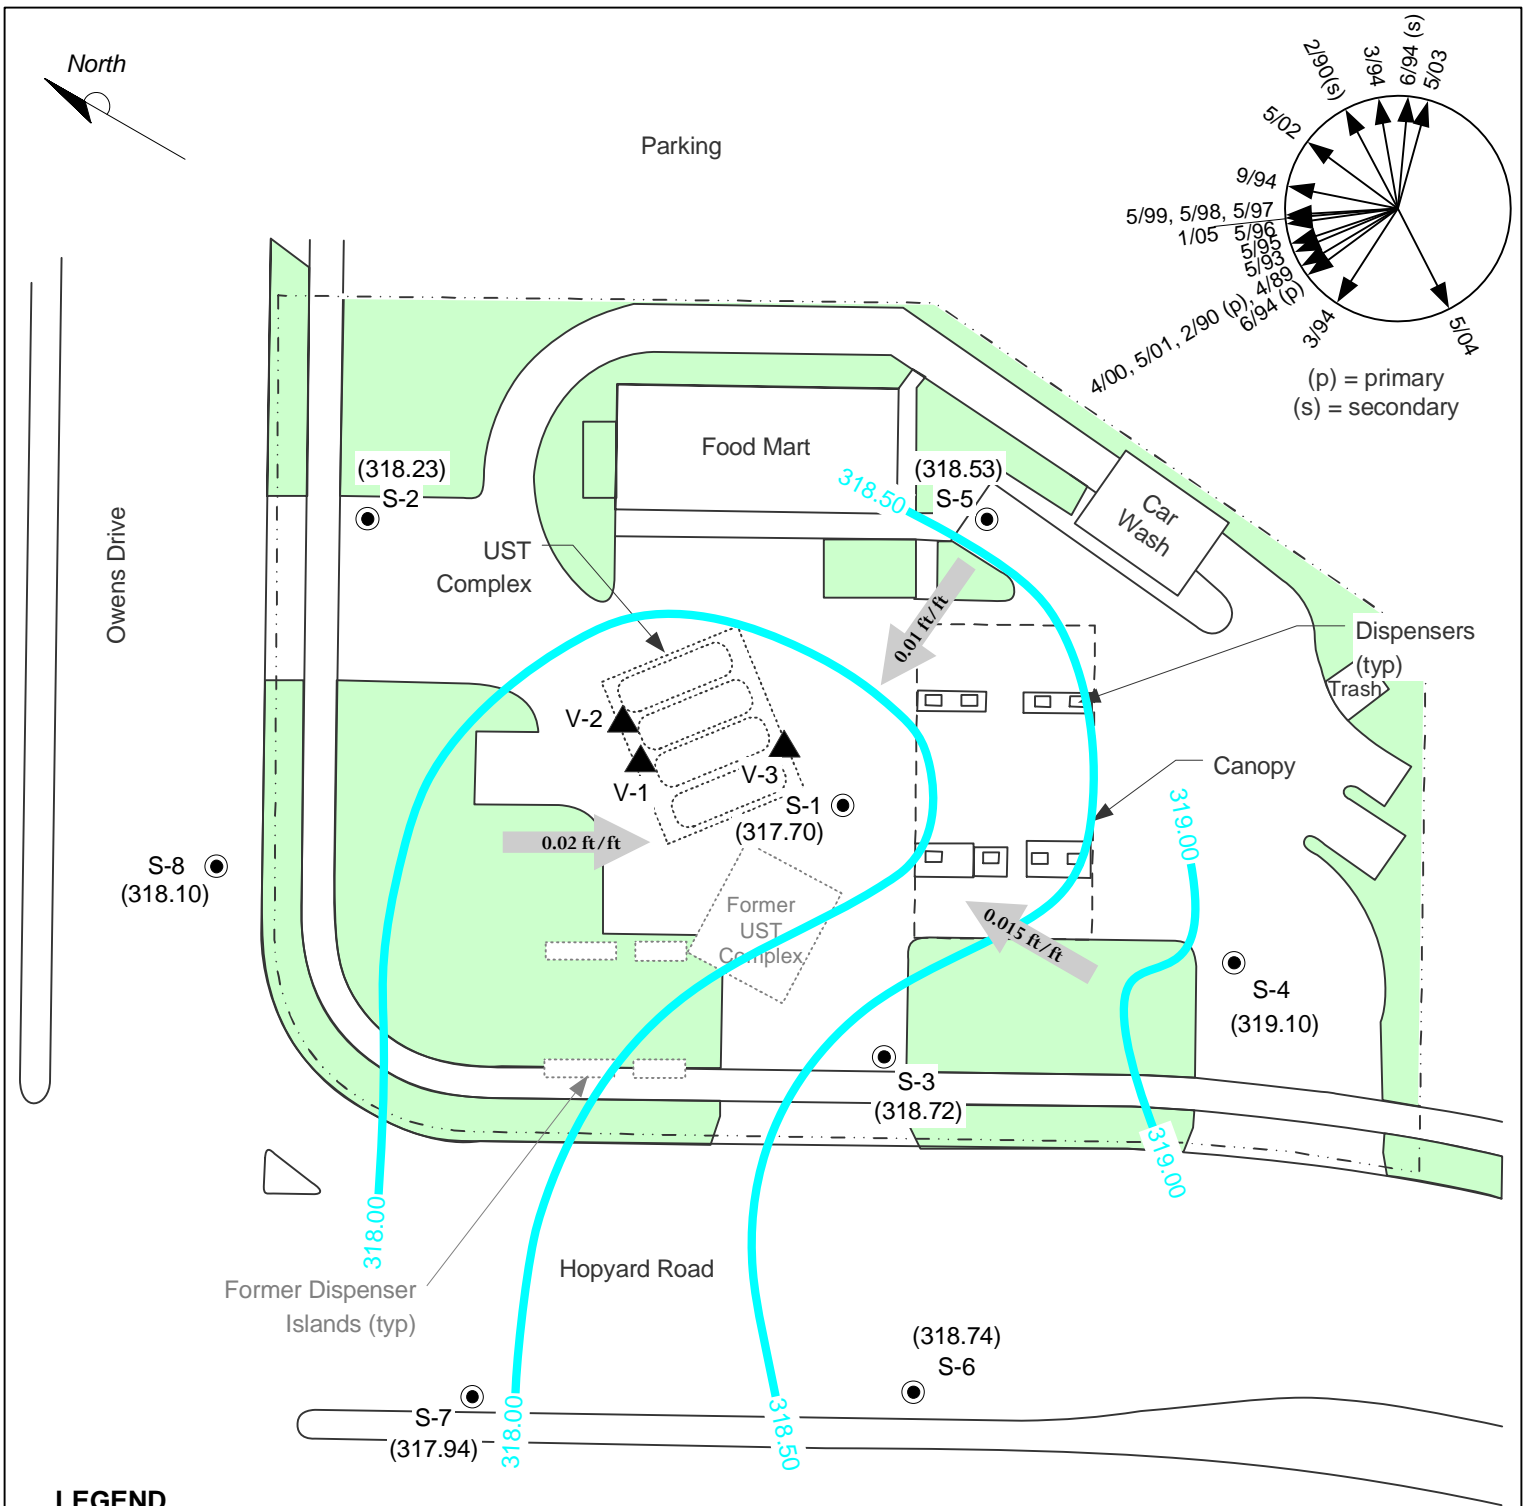 North
Parking
2/90(s)
3/94
6/94 (s)
5/03
5/02
9/94
5/99, 5/98, 5/97
1/05
5/96
5/95
5/93
4/00, 5/01, 2/90 (p), 4/89
6/94 (p)
3/94
5/04
(p) = primary
(s) = secondary
Owens Drive
(318.23)
S-2
Food Mart
318.50
(318.53)
S-5
Car
Wash
UST
Complex
0.01 ft/ft
Dispensers
(typ)
Trash
V-2
V-1
V-3
S-1
(317.70)
Canopy
319.00
0.02 ft/ft
S-8
(318.10)
Former
UST
Complex
0.015 ft/ft
S-4
(319.10)
S-3
(318.72)
319.00
318.00
Hopyard Road
Former Dispenser
Islands (typ)
(318.74)
S-6
S-7
(317.94)
318.00
318.50
LEGEND